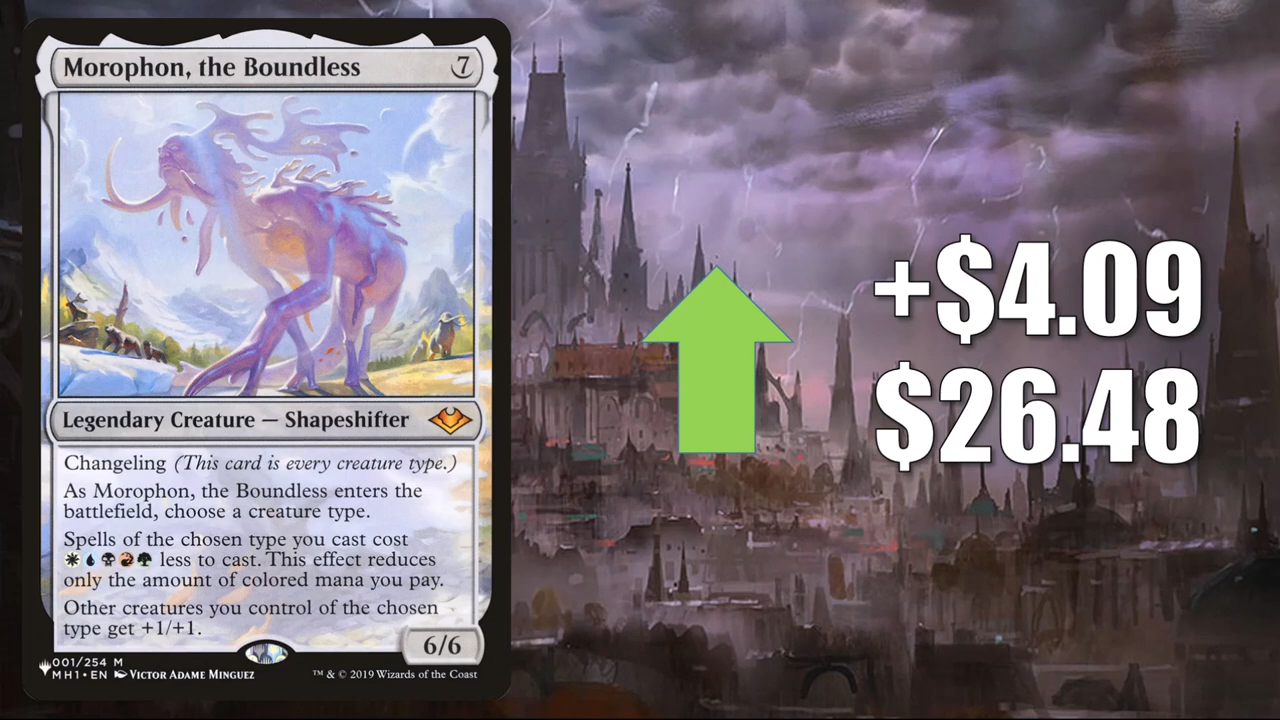 Morophon, the Boundless 7
Legendary Creature — Shapeshifter
Changeling (This card is every creature type.)
As Morophon, the Boundless enters the
battlefield, choose a creature type.
Spells of the chosen type you cast cost
less to cast. This effect reduces
only the amount of colored mana you pay.
Other creatures you control of the chosen
type get +1/+1.
6/6
001/254 M
MH1 • EN VICTOR ADAME MINGUEZ
™ & © 2019 Wizards of the Coast
+$4.09
$26.48